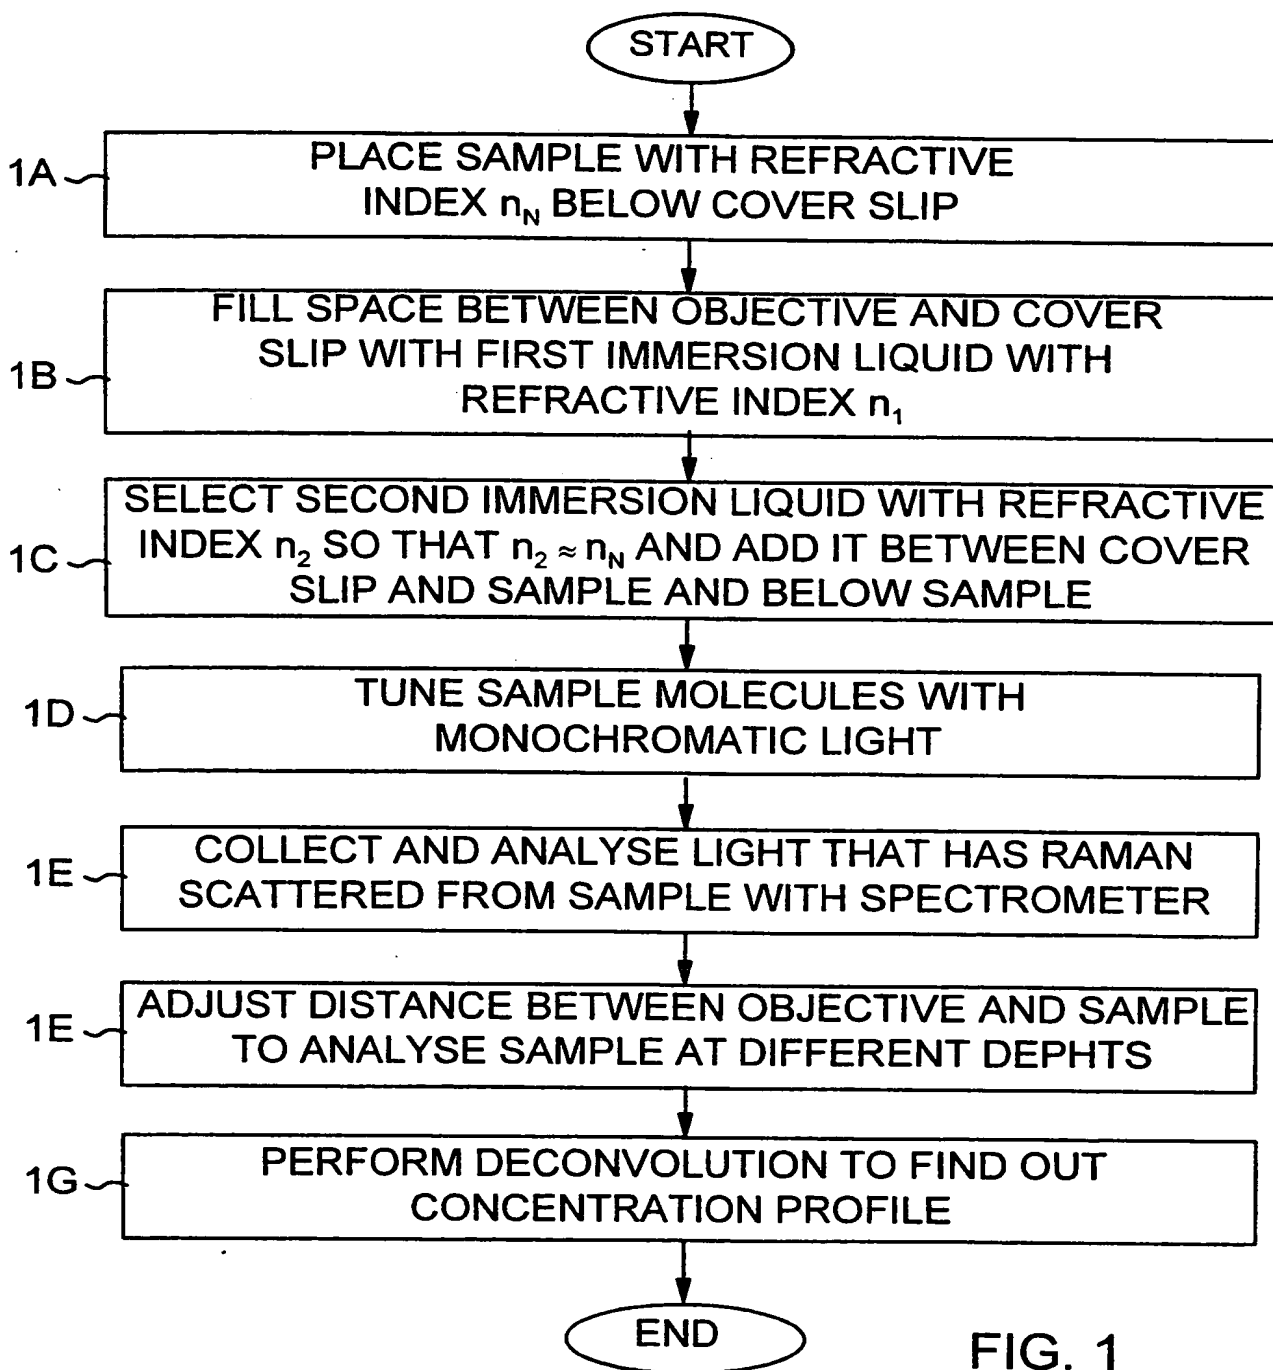 START
1A
PLACE SAMPLE WITH REFRACTIVE
INDEX nN BELOW COVER SLIP
1B
FILL SPACE BETWEEN OBJECTIVE AND COVER
SLIP WITH FIRST IMMERSION LIQUID WITH
REFRACTIVE INDEX n1
1C
SELECT SECOND IMMERSION LIQUID WITH REFRACTIVE
INDEX n2 SO THAT n2 ≈ nN AND ADD IT BETWEEN COVER
SLIP AND SAMPLE AND BELOW SAMPLE
1D
TUNE SAMPLE MOLECULES WITH
MONOCHROMATIC LIGHT
1E
COLLECT AND ANALYSE LIGHT THAT HAS RAMAN
SCATTERED FROM SAMPLE WITH SPECTROMETER
1E
ADJUST DISTANCE BETWEEN OBJECTIVE AND SAMPLE
TO ANALYSE SAMPLE AT DIFFERENT DEPHTS
1G
PERFORM DECONVOLUTION TO FIND OUT
CONCENTRATION PROFILE
END
FIG. 1